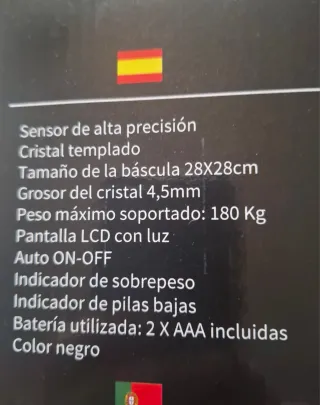 Sensor de alta precisión
Cristal templado
Tamaño de la báscula 28X28cm
Grosor del cristal 4,5mm
Peso máximo soportado: 180 Kg
Pantalla LCD con luz
Auto ON-OFF
Indicador de sobrepeso
Indicador de pilas bajas
Batería utilizada: 2 X AAA incluidas
Color negro